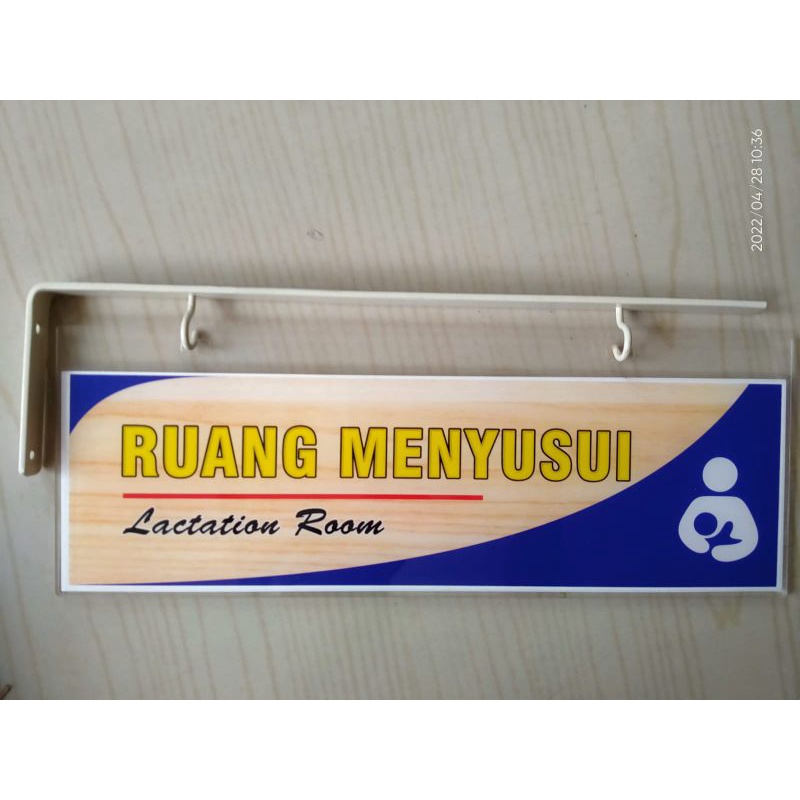 2022/04/28 10:36
RUANG MENYUSUI
Lactation Room